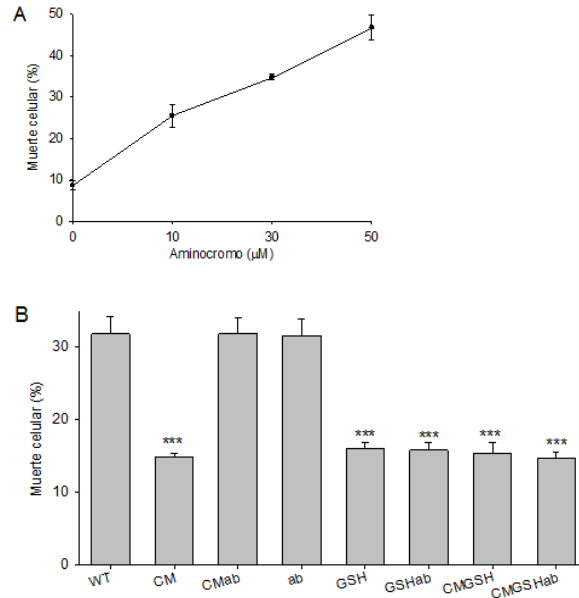 A
Muerte celular (%)
50
40
30
20
10
0
0 10 30 50
Aminocromo (μM)
B
Muerte celular (%)
30
20
10
0
*** *** *** *** ***
WT CM CMab ab GSH GSHab CMGSH CMGSHab